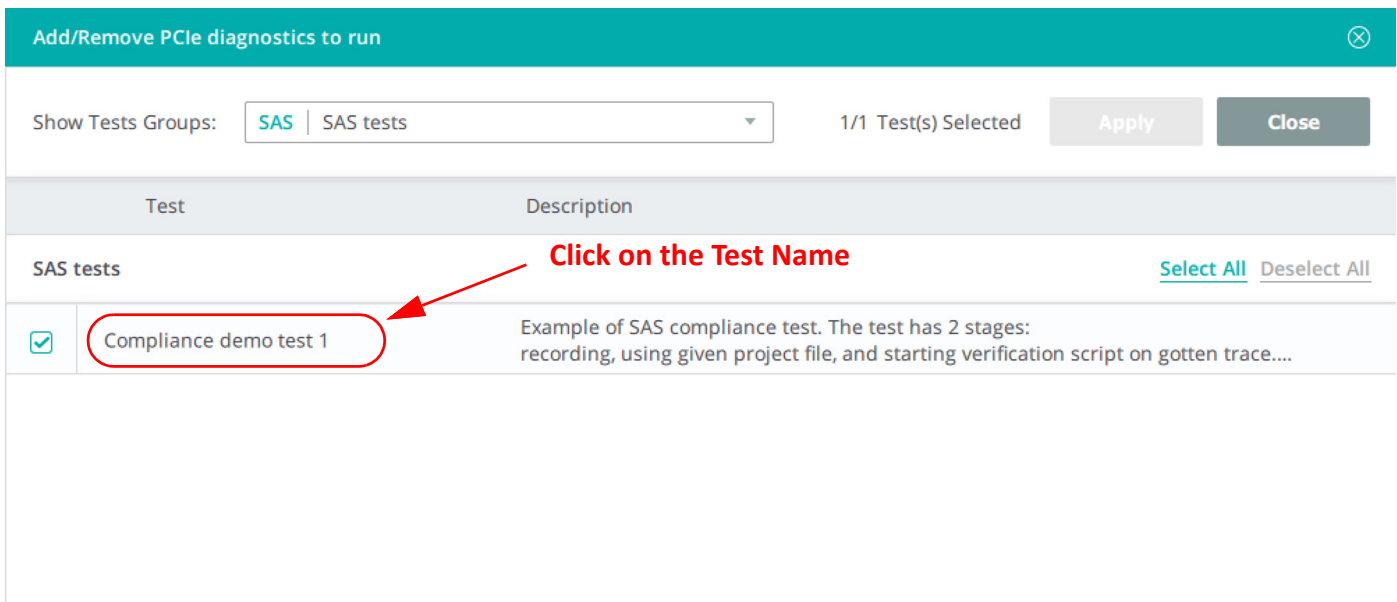 Add/Remove PCIe diagnostics to run
Show Tests Groups: SAS SAS tests 1/1 Test(s) Selected Apply Close
Test Description
Click on the Test Name
SAS tests Select All Deselect All
Compliance demo test 1
Example of SAS compliance test. The test has 2 stages:
recording, using given project file, and starting verification script on gotten trace....